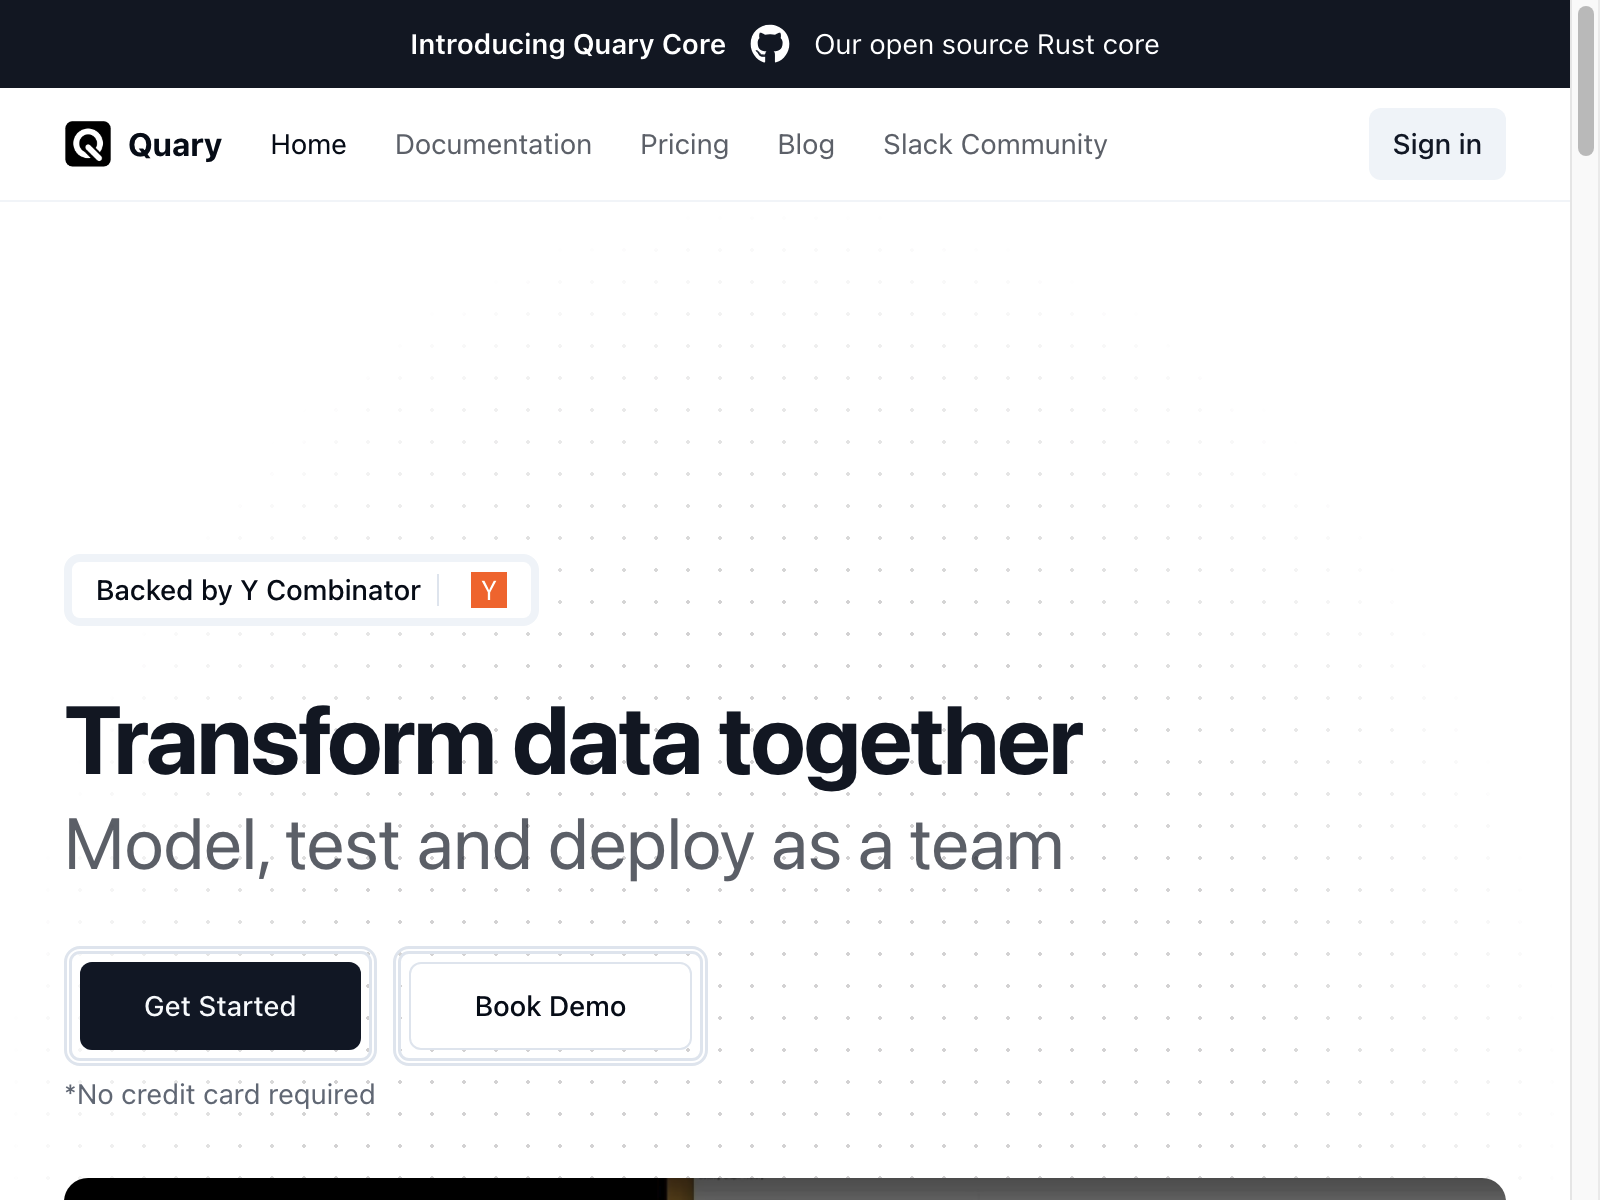 Introducing Quary Core Our open source Rust core
Quary Home Documentation Pricing Blog Slack Community Sign in
Backed by Y Combinator Y
Transform data together
Model, test and deploy as a team
Get Started Book Demo
*No credit card required